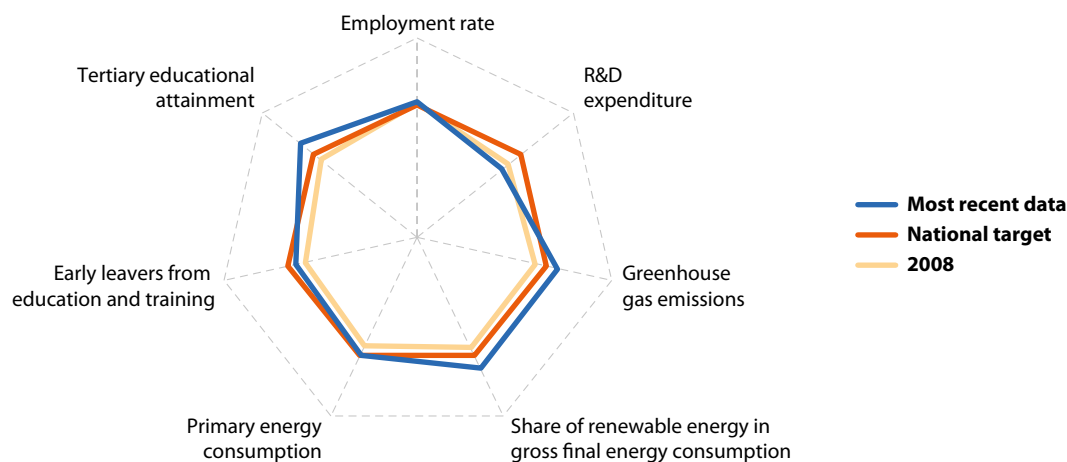 Employment rate
R&D
expenditure
Greenhouse
gas emissions
Share of renewable energy in
gross final energy consumption
Primary energy
consumption
Early leavers from
education and training
Tertiary educational
attainment
Most recent data
National target
2008